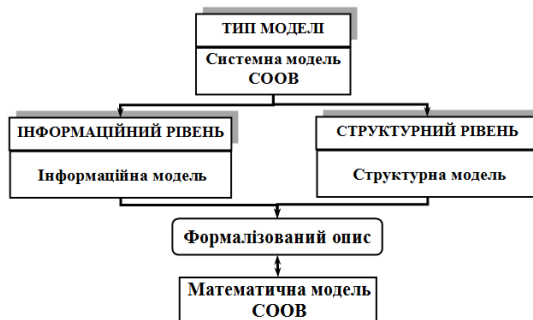 ТИП МОДЕЛІ
Системна модель
СООВ
ІНФОРМАЦІЙНИЙ РІВЕНЬ
Інформаційна модель
СТРУКТУРНИЙ РІВЕНЬ
Структурна модель
Формалізований опис
Математична модель
СООВ